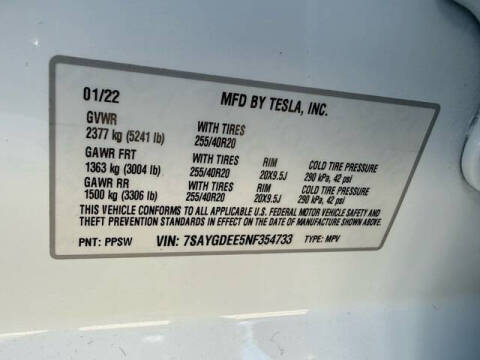 01/22 MFD BY TESLA, INC.
GVWR
2377 kg (5241 lb) WITH TIRES 255/40R20
GAWR FRT
1363 kg (3004 lb) WITH TIRES 255/40R20 RIM 20X9.5J COLD TIRE PRESSURE 290 kPa, 42 psi
GAWR RR
1500 kg (3306 lb) WITH TIRES 255/40R20 RIM 20X9.5J COLD TIRE PRESSURE 290 kPa, 42 psi
THIS VEHICLE CONFORMS TO ALL APPLICABLE U.S. FEDERAL MOTOR VEHICLE SAFETY AND
THEFT PREVENTION STANDARDS IN EFFECT ON THE DATE OF MANUFACTURE SHOWN ABOVE.
PNT: PPSW VIN: 7SAYGDEE5NF354733 TYPE: MPV